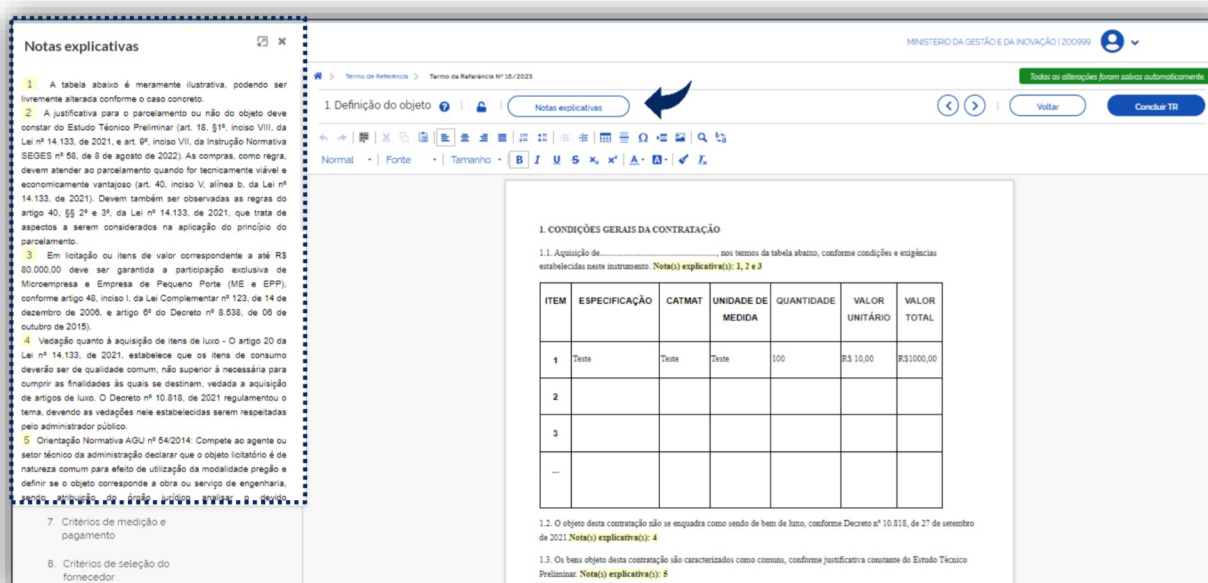 Notas explicativas
1 A tabela abaixo é meramente ilustrativa, podendo ser
livremente alterada conforme o caso concreto.
2 A justificativa para o parcelamento ou não do objeto deve
constar do Estudo Técnico Preliminar (art. 18, §1º, inciso VIII, da
Lei nº 14.133, de 2021, e art. 9º, inciso VII, da Instrução Normativa
SEGES nº 58, de 8 de agosto de 2022). As compras, como regra,
devem atender ao parcelamento quando for tecnicamente viável e
economicamente vantajoso (art. 40, inciso V, alínea b, da Lei nº
14.133, de 2021). Devem também ser observadas as regras do
artigo 40, §§ 2º e 3º, da Lei nº 14.133, de 2021, que trata de
aspectos a serem considerados na aplicação do princípio do
parcelamento.
3 Em licitação ou itens de valor correspondente a até R$
80.000,00 deve ser garantida a participação exclusiva de
Microempresa e Empresa de Pequeno Porte (ME e EPP),
conforme artigo 48, inciso I, da Lei Complementar nº 123, de 14 de
dezembro de 2006, e artigo 6º do Decreto nº 8.538, de 06 de
outubro de 2015).
4 Vedação quanto à aquisição de itens de luxo - O artigo 20 da
Lei nº 14.133, de 2021, estabelece que os itens de consumo
deverão ser de qualidade comum, não superior à necessária para
cumprir as finalidades às quais se destinam, vedada a aquisição
de artigos de luxo. O Decreto nº 10.818, de 2021 regulamentou o
tema, devendo as vedações nele estabelecidas serem respeitadas
pelo administrador público.
5 Orientação Normativa AGU nº 54/2014: Compete ao agente ou
setor técnico da administração declarar que o objeto licitatório é de
natureza comum para efeito de utilização da modalidade pregão e
definir se o objeto corresponde a obra ou serviço de engenharia,
sendo atribuição do órgão jurídico analisar o devido
7. Critérios de medição e
pagamento
8. Critérios de seleção do
fornecedor
MINISTÉRIO DA GESTÃO E DA INOVAÇÃO | 200999
Termo de Referência > Termo de Referência Nº 16/2023
Todas as alterações foram salvas automaticamente.
1 Definição do objeto
Notas explicativas
Voltar
Concluir TR
Normal Fonte Tamanho B I U S x₂ x² A A Tx
1. CONDIÇÕES GERAIS DA CONTRATAÇÃO
1.1. Aquisição de......................................................, nos termos da tabela abaixo, conforme condições e exigências
estabelecidas neste instrumento. Nota(s) explicativa(s): 1, 2 e 3
ITEM ESPECIFICAÇÃO CATMAT UNIDADE DE MEDIDA QUANTIDADE VALOR UNITÁRIO VALOR TOTAL
1 Teste Teste Teste 100 R$ 10,00 R$1000,00
2
3
...
1.2. O objeto desta contratação não se enquadra como sendo de bem de luxo, conforme Decreto nº 10.818, de 27 de setembro
de 2021.Nota(s) explicativa(s): 4
1.3. Os bens objeto desta contratação são caracterizados como comuns, conforme justificativa constante do Estudo Técnico
Preliminar. Nota(s) explicativa(s): 5